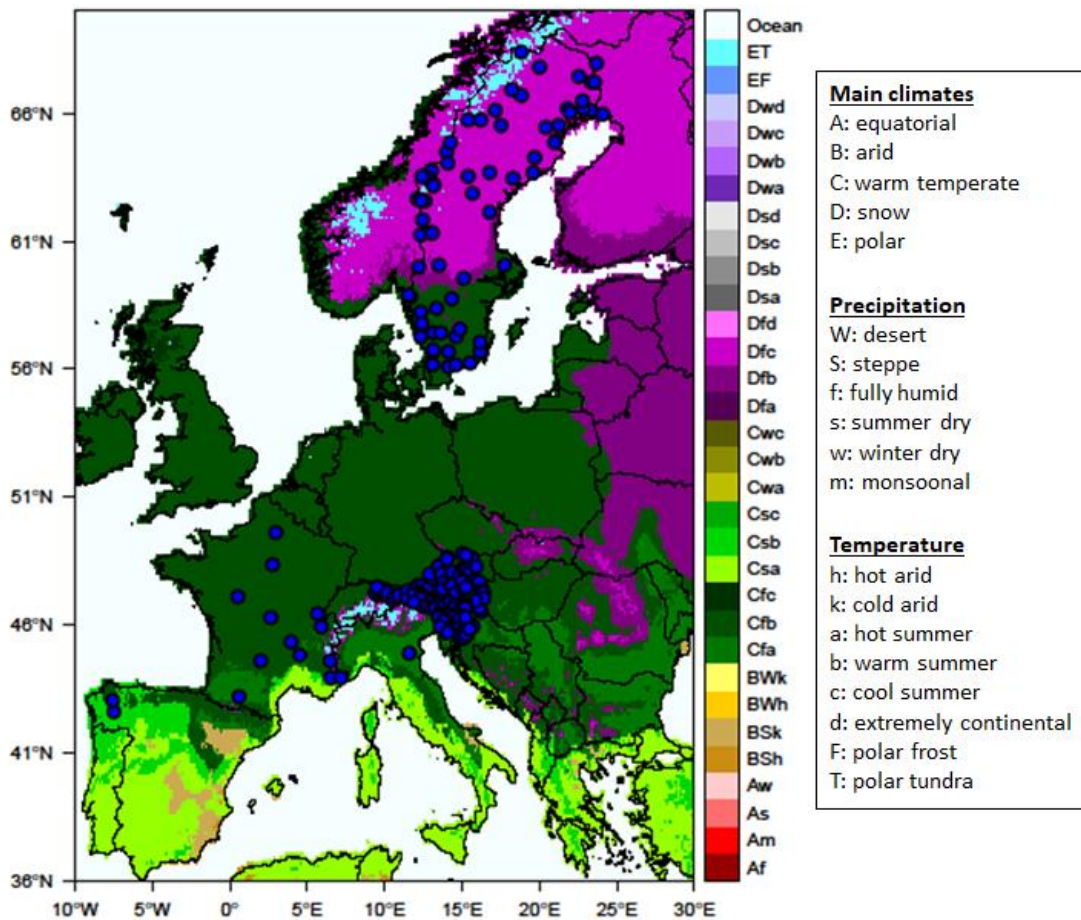 66°N
61°N
56°N
51°N
46°N
41°N
36°N
10°W
5°W
0°E
5°E
10°E
15°E
20°E
25°E
30°E
Ocean
ET
EF
Dwd
Dwc
Dwb
Dwa
Dsd
Dsc
Dsb
Dsa
Dfd
Dfc
Dfb
Dfa
Cwc
Cwb
Cwa
Csc
Csb
Csa
Cfc
Cfb
Cfa
BWk
BWh
BSk
BSh
Aw
As
Am
Af
Main climates
A: equatorial
B: arid
C: warm temperate
D: snow
E: polar
Precipitation
W: desert
S: steppe
f: fully humid
s: summer dry
w: winter dry
m: monsoonal
Temperature
h: hot arid
k: cold arid
a: hot summer
b: warm summer
c: cool summer
d: extremely continental
F: polar frost
T: polar tundra